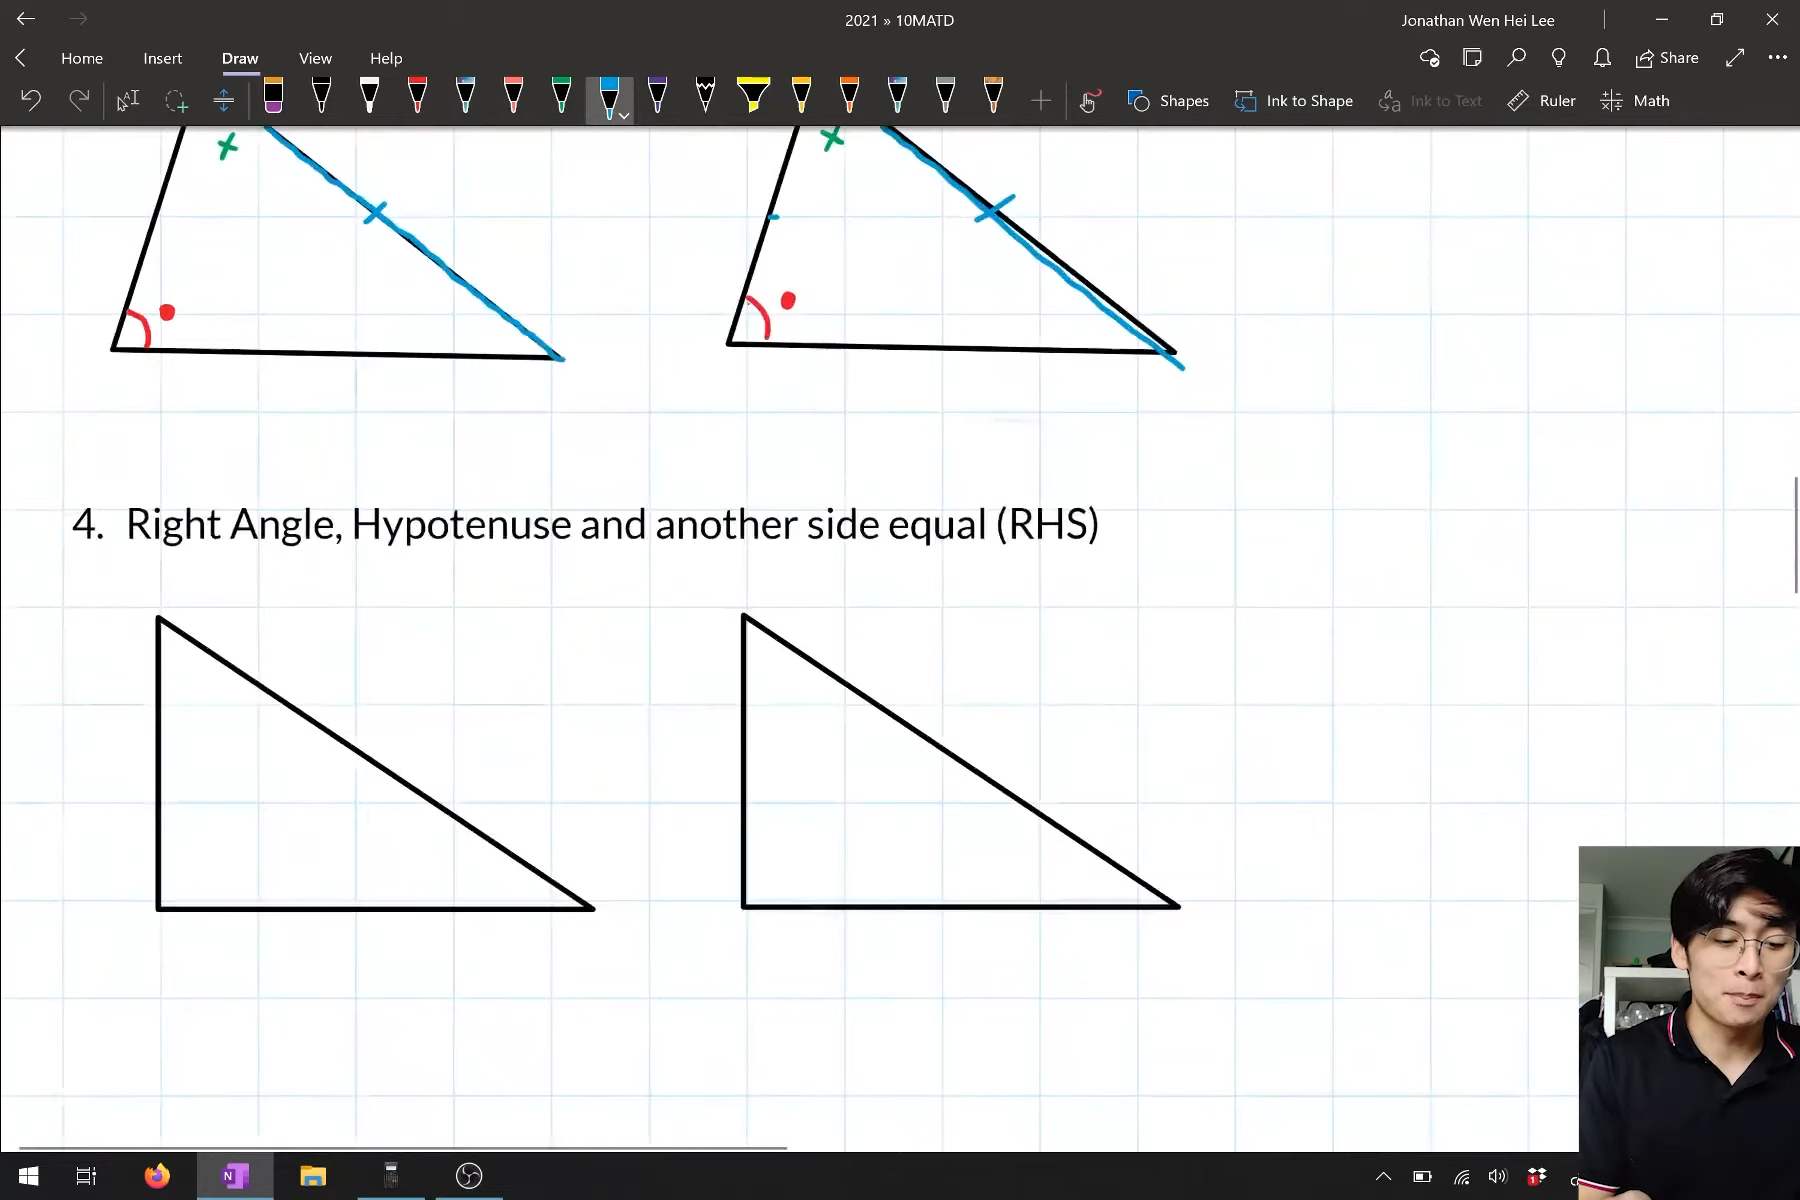 2021 » 10MATD
Jonathan Wen Hei Lee
Home Insert Draw View Help
Share
Shapes Ink to Shape Ink to Text Ruler Math
4. Right Angle, Hypotenuse and another side equal (RHS)